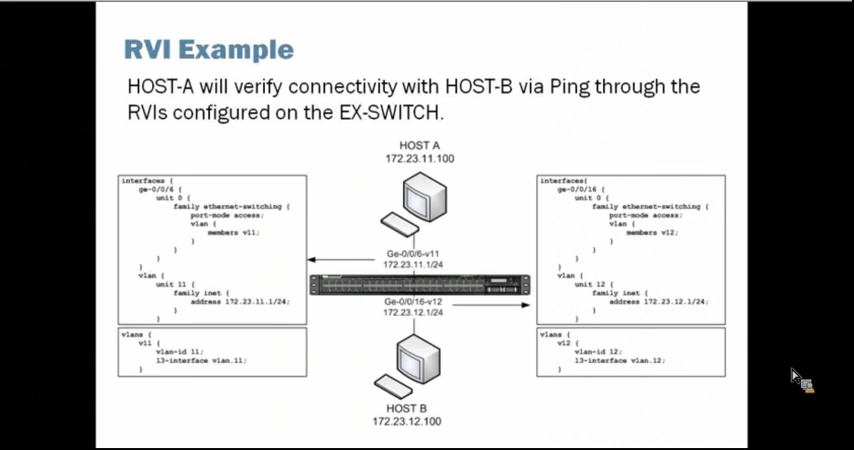 RVI Example
HOST-A will verify connectivity with HOST-B via Ping through the
RVIs configured on the EX-SWITCH.
HOST A
172.23.11.100
interfaces {
ge-0/0/6 {
unit 0 {
family ethernet-switching {
port-mode access;
vlan {
members v11;
}
}
}
}
vlan {
unit 11 {
family inet {
address 172.23.11.1/24;
}
}
vlans {
v11 {
vlan-id 11;
l3-interface vlan.11;
}
Ge-0/0/6-v11
172.23.11.1/24
Ge-0/0/16-v12
172.23.12.1/24
HOST B
172.23.12.100
interfaces{
ge-0/0/16 {
unit 0 {
family ethernet-switching {
port-mode access;
vlan {
members v12;
}
}
}
}
vlan {
unit 12 {
family inet {
address 172.23.12.1/24;
}
}
vlans {
v12 {
vlan-id 12;
l3-interface vlan.12;
}